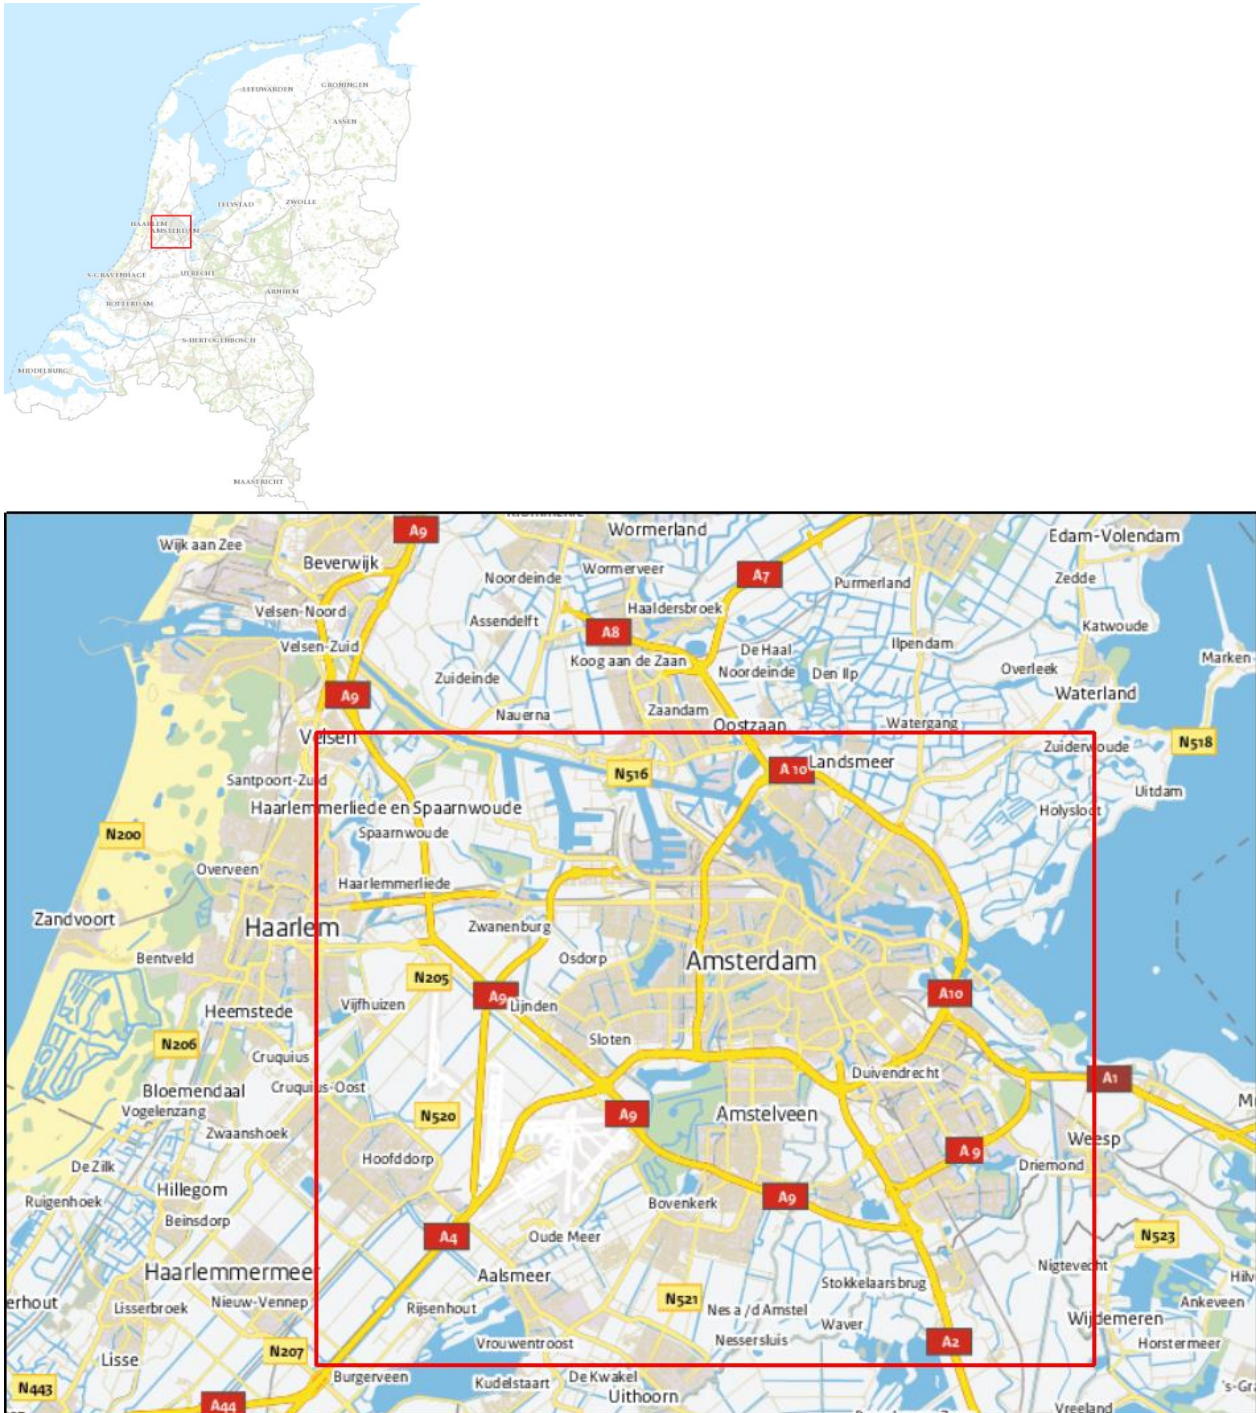 LEEUWARDEN
GRONINGEN
ASSEN
LELYSTAD
ZWOLLE
HAARLEM
AMSTERDAM
S-GRAVENHAGE
UTRECHT
ARNHEM
ROTTERDAM
S-HERTOGENBOSCH
MIDDELBURG
MAASTRICHT
A9
Wormerland
Edam-Volendam
Wijk aan Zee
Beverwijk
Noordeinde
Wormerveer
A7
Purmerland
Zedde
Velsen-Noord
Assendelft
Haaldersbroek
A8
Katwoude
Velsen-Zuid
Koog aan de Zaan
De Haal
Ilpendam
Marken
Zuideinde
Noordeinde
Den Ilp
Overleek
A9
Waterland
Nauerna
Zaandam
Oostzaan
Watergang
Velsen
Zuiderwoude
N518
Santpoort-Zuid
N516
A10
Landsmeer
Uitdam
Haarlemmerliede en Spaarnwoude
Holysloot
N200
Spaarnwoude
Overveen
Haarlemmerliede
Zandvoort
Haarlem
Zwanenburg
Bentveld
Osdorp
Amsterdam
N205
A9
A10
Vijfhuizen
Lijnden
Heemstede
N206
Sloten
Cruquius
Duivendrecht
A1
Bloemendaal
Cruquius-Oost
Vogelenzang
N520
A9
Amstelveen
Zwaanshoek
Weesp
De Zilk
Hoofddorp
A9
Driemond
Ruigenhoek
Hillegom
Bovenkerk
A9
Beinsdorp
A4
Oude Meer
N523
Haarlemmermeer
Aalsmeer
Nigtevecht
Stokkelaarsbrug
erhout
Lisserbroek
Nieuw-Vennep
Rijsenhout
N521
Nes a/d Amstel
Waver
Wijdemeren
Ankeveen
Hilv
Lisse
N207
Vrouwentroost
Nessersluis
A2
Horstermeer
N443
Burgerveen
Kudelstaart
De Kwakel
Uithoorn
's-Gra
A44
Vreeland